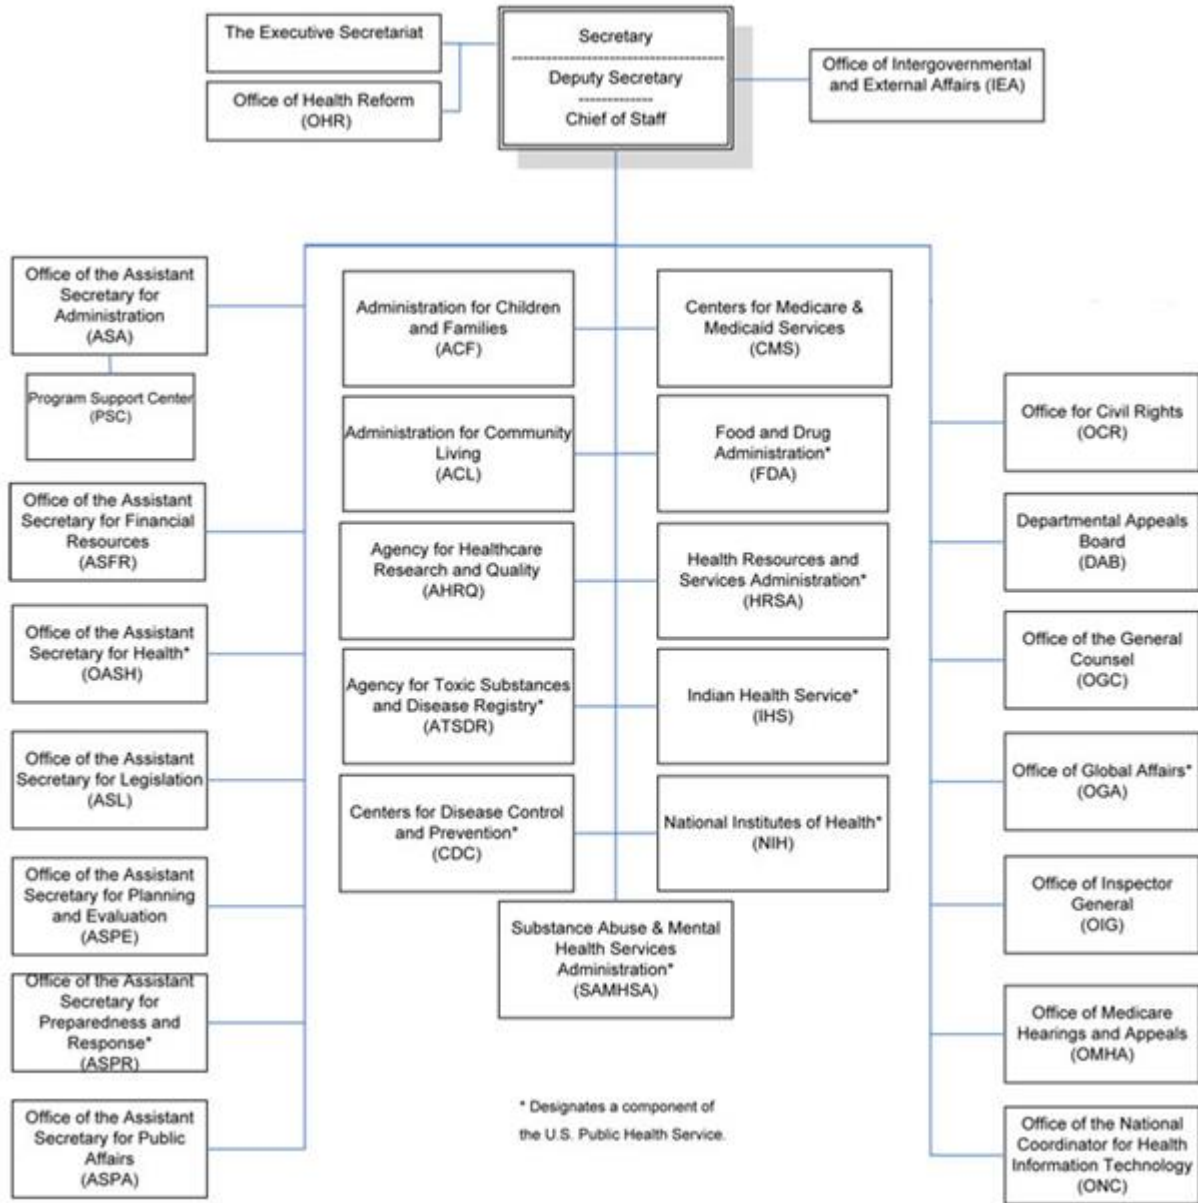 The Executive Secretariat
Office of Health Reform
(OHR)
Secretary
Deputy Secretary
Chief of Staff
Office of Intergovernmental
and External Affairs (IEA)
Office of the Assistant
Secretary for
Administration
(ASA)
Program Support Center
(PSC)
Office of the Assistant
Secretary for Financial
Resources
(ASFR)
Office of the Assistant
Secretary for Health*
(OASH)
Office of the Assistant
Secretary for Legislation
(ASL)
Office of the Assistant
Secretary for Planning
and Evaluation
(ASPE)
Office of the Assistant
Secretary for
Preparedness and
Response*
(ASPR)
Office of the Assistant
Secretary for Public
Affairs
(ASPA)
Administration for Children
and Families
(ACF)
Administration for Community
Living
(ACL)
Agency for Healthcare
Research and Quality
(AHRQ)
Agency for Toxic Substances
and Disease Registry*
(ATSDR)
Centers for Disease Control
and Prevention*
(CDC)
Centers for Medicare &
Medicaid Services
(CMS)
Food and Drug
Administration*
(FDA)
Health Resources and
Services Administration*
(HRSA)
Indian Health Service*
(IHS)
National Institutes of Health*
(NIH)
Substance Abuse & Mental
Health Services
Administration*
(SAMHSA)
Office for Civil Rights
(OCR)
Departmental Appeals
Board
(DAB)
Office of the General
Counsel
(OGC)
Office of Global Affairs*
(OGA)
Office of Inspector
General
(OIG)
Office of Medicare
Hearings and Appeals
(OMHA)
Office of the National
Coordinator for Health
Information Technology
(ONC)
* Designates a component of
the U.S. Public Health Service.